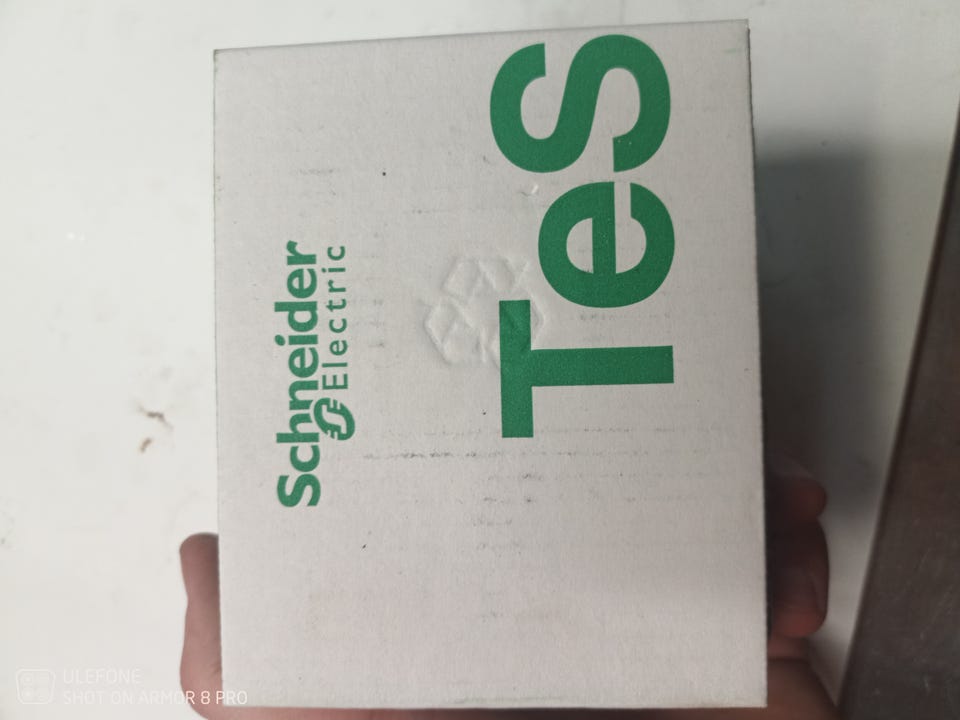 Schneider
Electric
TeS
ULEFONE
SHOT ON ARMOR 8 PRO